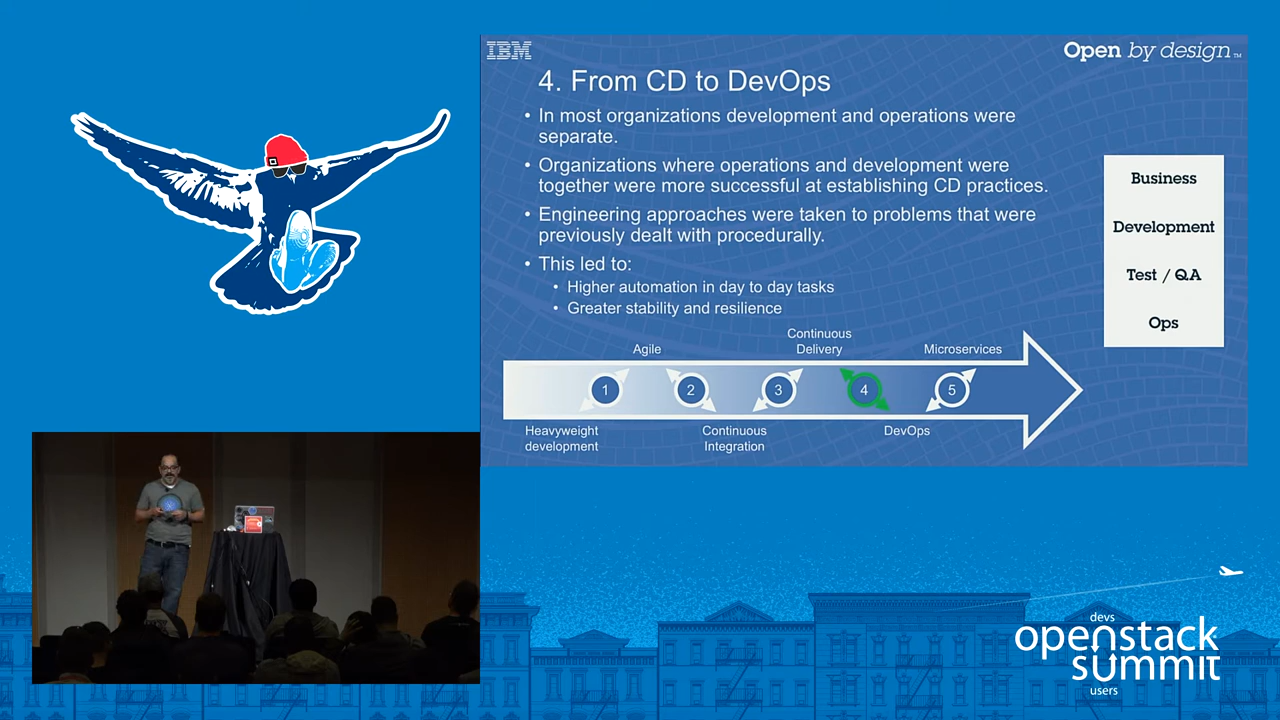 IBM
Open by design™
4. From CD to DevOps
• In most organizations development and operations were
separate.
• Organizations where operations and development were
together were more successful at establishing CD practices.
• Engineering approaches were taken to problems that were
previously dealt with procedurally.
• This led to:
• Higher automation in day to day tasks
• Greater stability and resilience
Business
Development
Test / QA
Ops
Agile
Continuous
Delivery
Microservices
1
2
3
4
5
Heavyweight
development
Continuous
Integration
DevOps
devs
openstack
summit
users